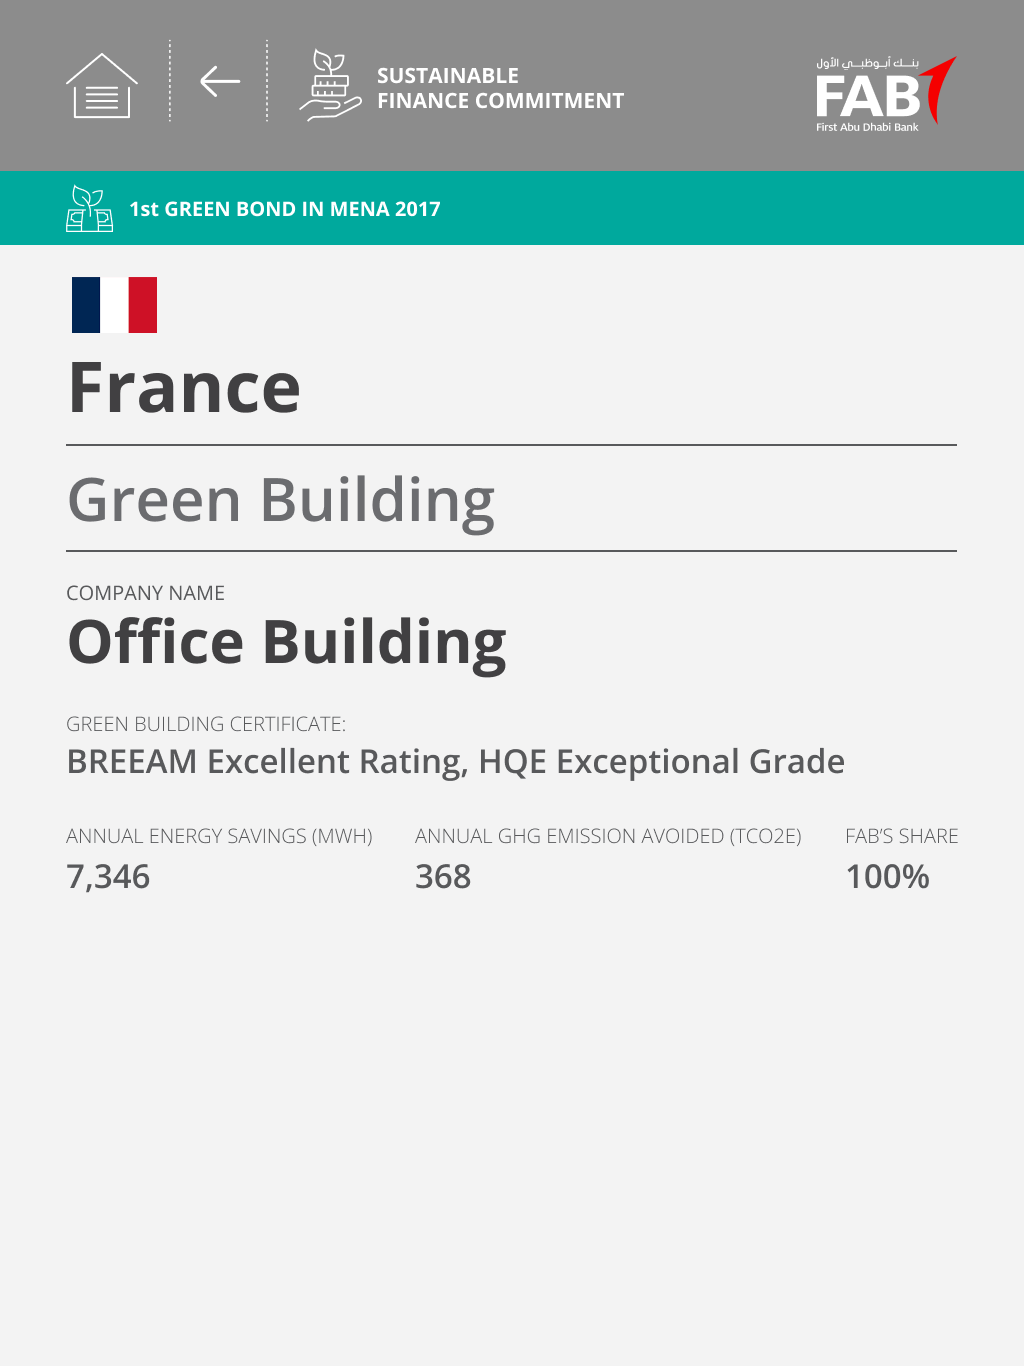 SUSTAINABLE
FINANCE COMMITMENT
بنـــك أبـوظبـــي الأول
FAB
First Abu Dhabi Bank
1st GREEN BOND IN MENA 2017
France
Green Building
COMPANY NAME
Office Building
GREEN BUILDING CERTIFICATE:
BREEAM Excellent Rating, HQE Exceptional Grade
ANNUAL ENERGY SAVINGS (MWH) ANNUAL GHG EMISSION AVOIDED (TCO2E) FAB’S SHARE
7,346 368 100%